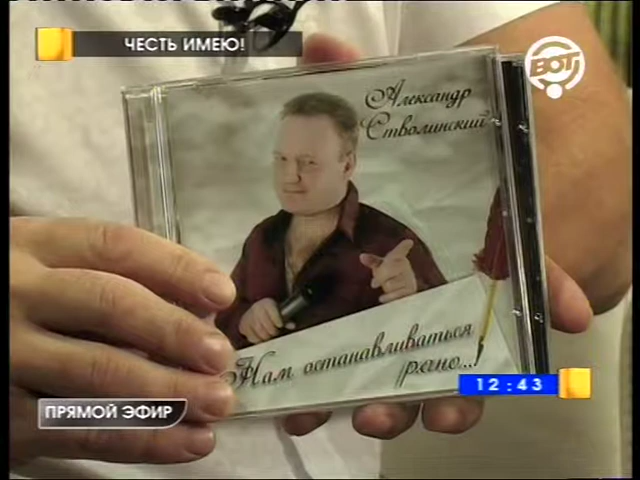 ЧЕСТЬ ИМЕЮ!
ВОТ!
Александр
Стволинский
Нам останавливаться
рано...!
12:43
ПРЯМОЙ ЭФИР